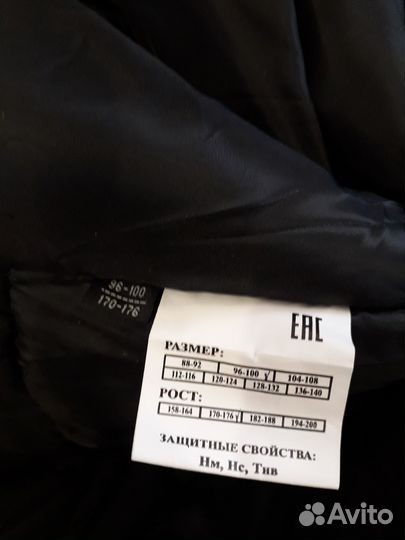 96-100
170-176
EAC
РАЗМЕР:
88-92 96-100 √ 104-108
112-116 120-124 128-132 136-140
РОСТ:
158-164 170-176√ 182-188 194-200
ЗАЩИТНЫЕ СВОЙСТВА:
Нм, Нс, Тнв
Avito